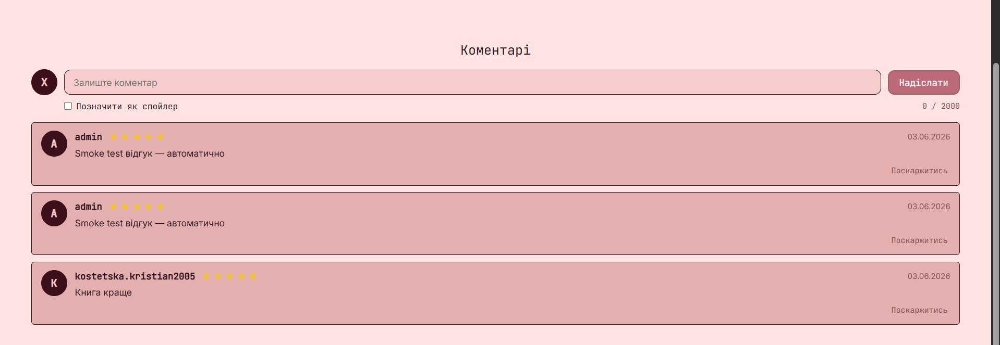 Коментарі
X Залиште коментар Надіслати
Позначити як спойлер 0 / 2000
A admin ★ ★ ★ ★ ★ 03.06.2026
Smoke test відгук — автоматично
Поскаржитись
A admin ★ ★ ★ ★ ★ 03.06.2026
Smoke test відгук — автоматично
Поскаржитись
K kostetska.kristian2005 ★ ★ ★ ★ ★ 03.06.2026
Книга краще
Поскаржитись